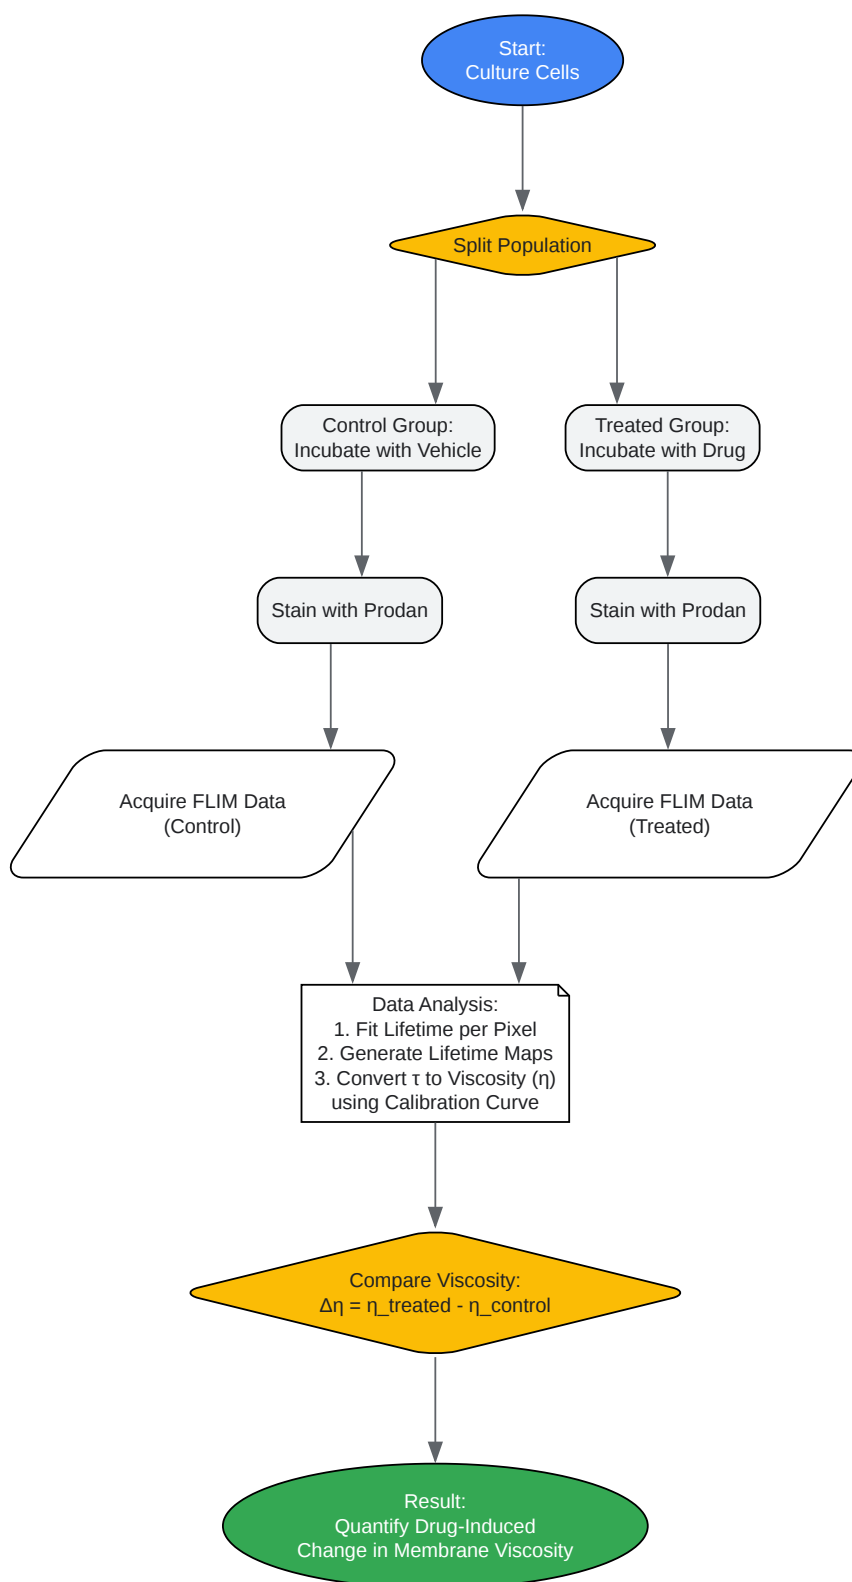 Start:
Culture Cells
Split Population
Control Group:
Incubate with Vehicle
Treated Group:
Incubate with Drug
Stain with Prodan
Stain with Prodan
Acquire FLIM Data
(Control)
Acquire FLIM Data
(Treated)
Data Analysis:
1. Fit Lifetime per Pixel
2. Generate Lifetime Maps
3. Convert τ to Viscosity (η)
using Calibration Curve
Compare Viscosity:
Δη = η_treated - η_control
Result:
Quantify Drug-Induced
Change in Membrane Viscosity